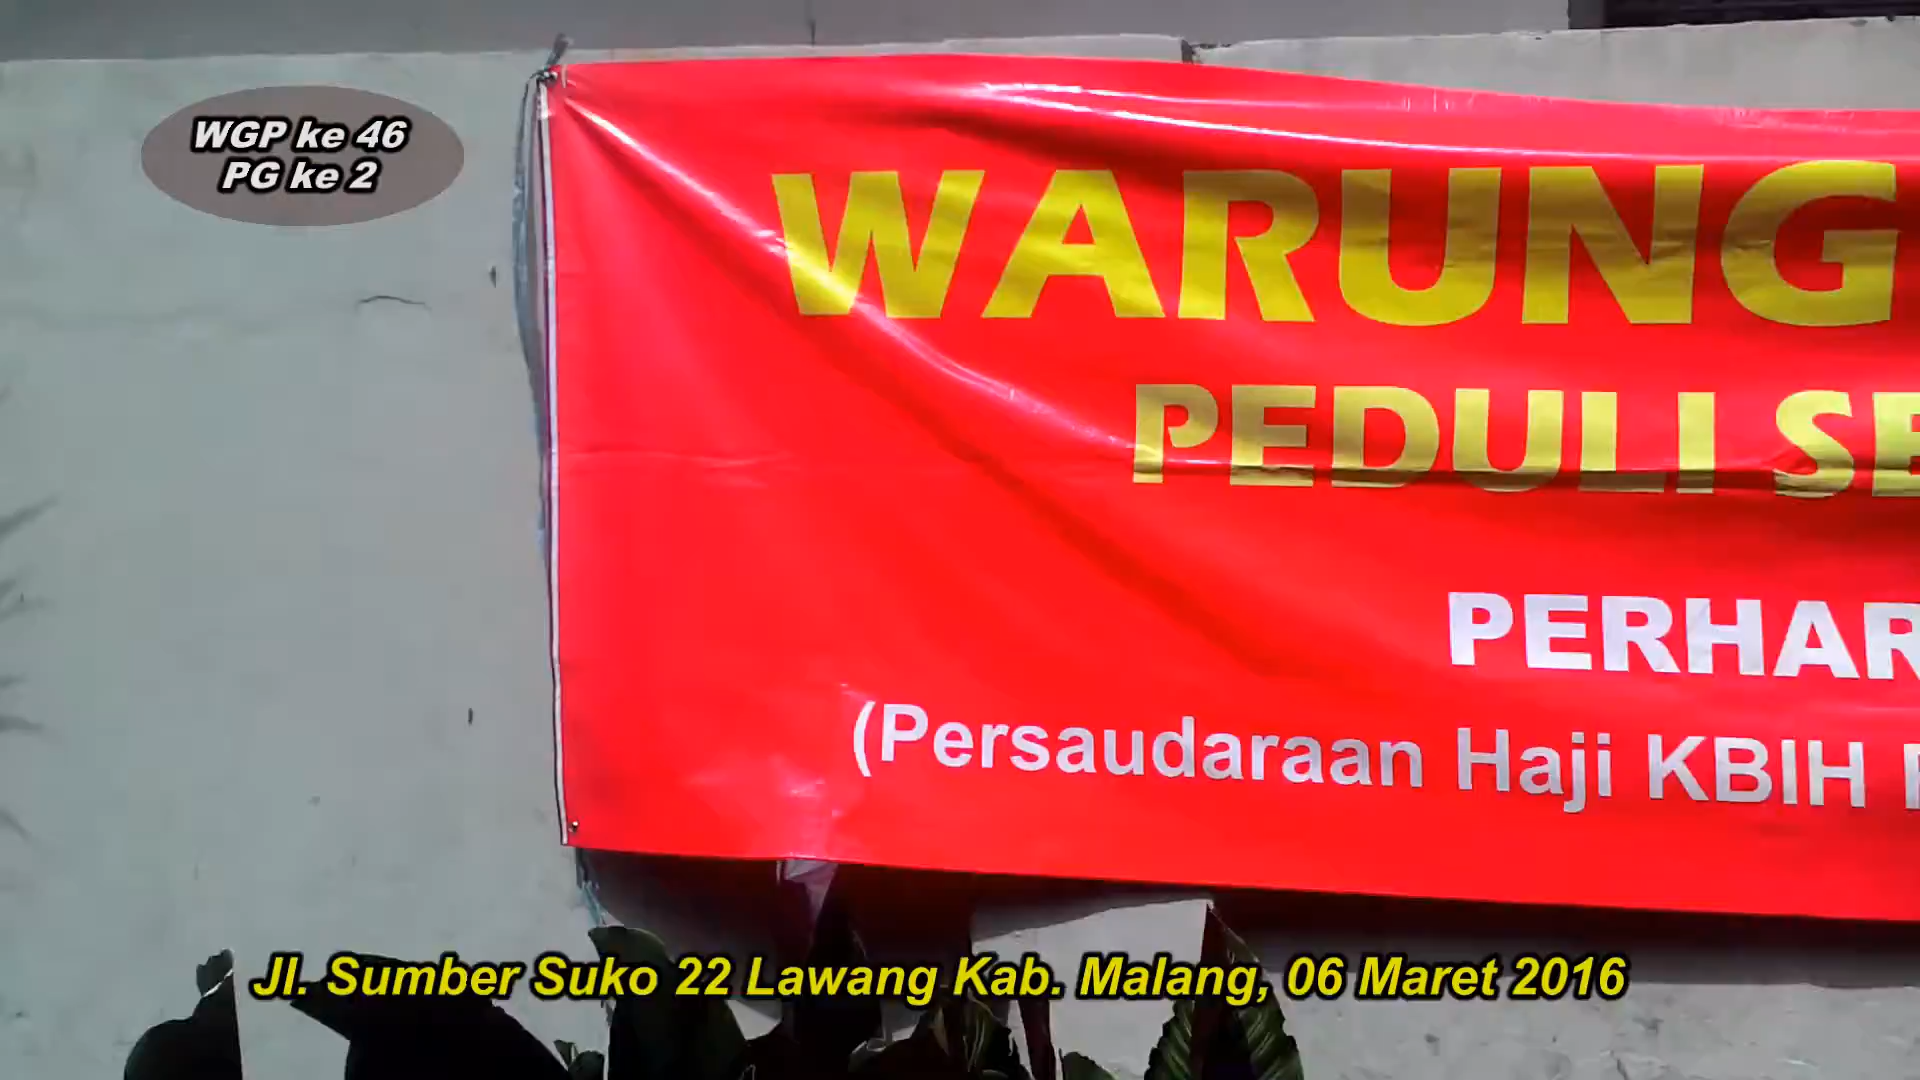 WGP ke 46
PG ke 2
WARUNG
PEDULI SE
PERHAR
(Persaudaraan Haji KBIH
Jl. Sumber Suko 22 Lawang Kab. Malang, 06 Maret 2016